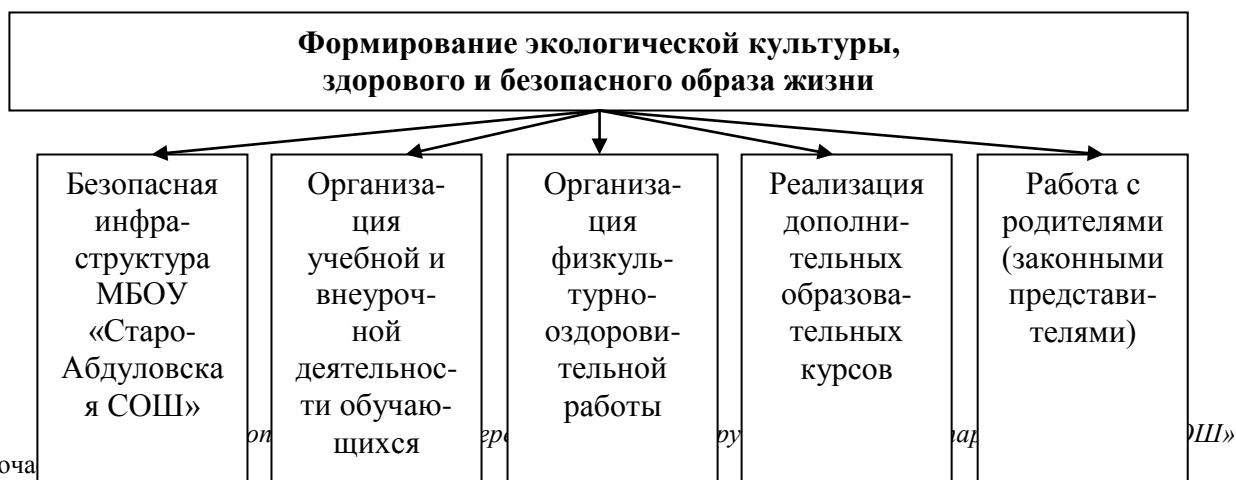 Формирование экологической культуры,
здорового и безопасного образа жизни
Безопасная
инфра-
структура
МБОУ
«Старо-
Абдуловска
я СОШ»
Организа-
ция
учебной и
внеуроч-
ной
деятельнос-
ти обучаю-
щихся
Организа-
ция
физкуль-
турно-
оздорови-
тельной
работы
Реализация
дополни-
тельных
образова-
тельных
курсов
Работа с
родителями
(законными
представи-
телями)